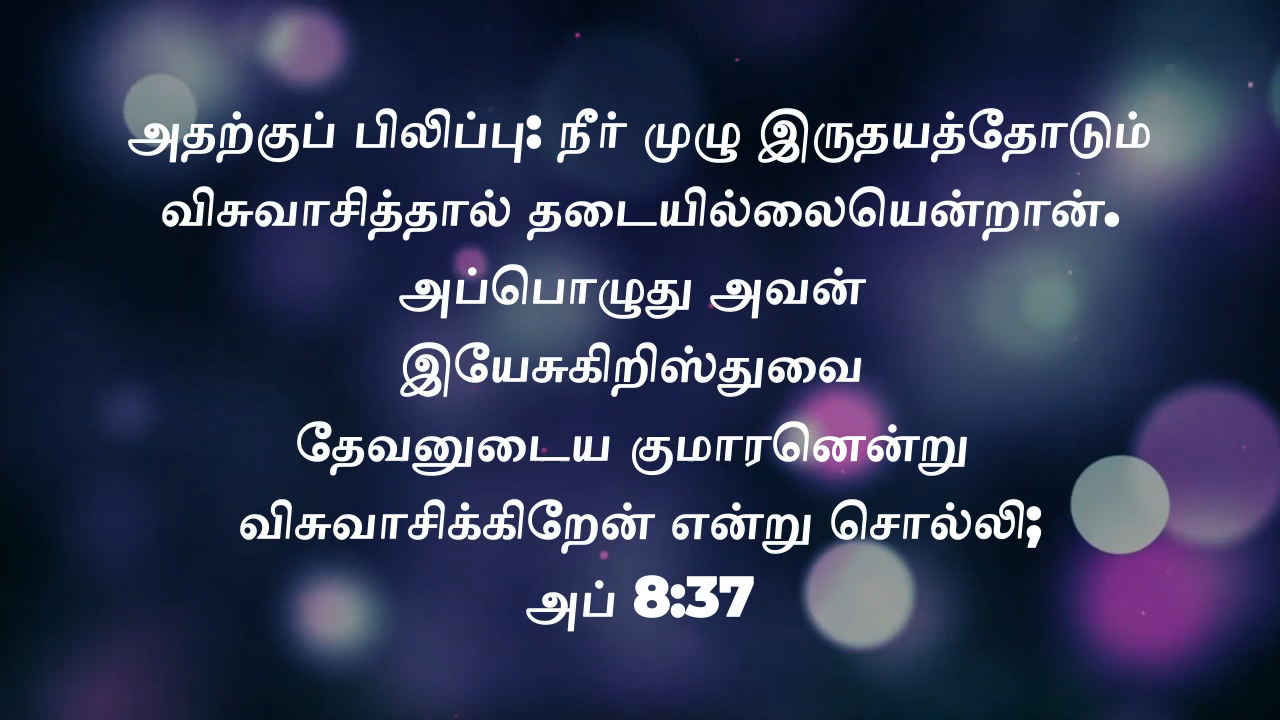 அதற்குப் பிலிப்பு: நீர் முழு இருதயத்தோடும்
விசுவாசித்தால் தடையில்லையென்றான்.
அப்பொழுது அவன்
இயேசுகிறிஸ்துவை
தேவனுடைய குமாரனென்று
விசுவாசிக்கிறேன் என்று சொல்லி;
அப் 8:37